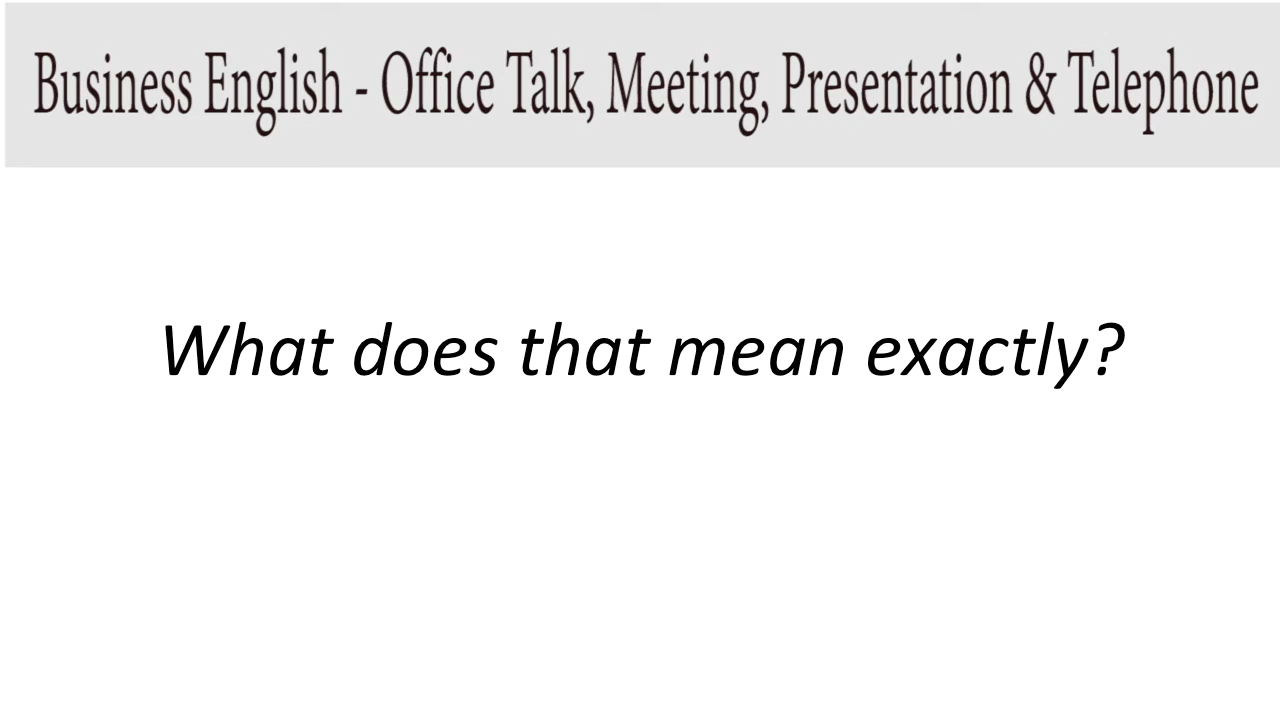 Business English - Office Talk, Meeting, Presentation & Telephone
What does that mean exactly?